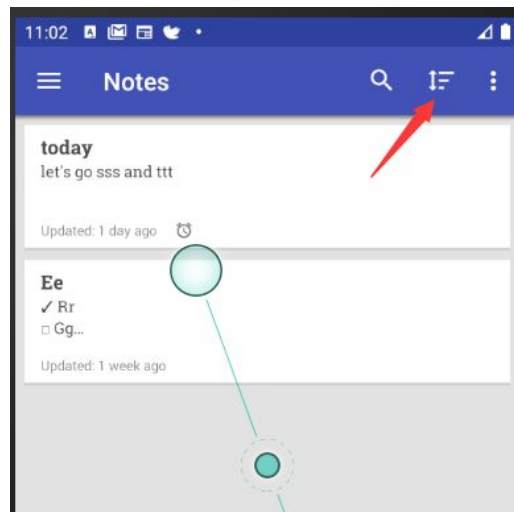 11:02
Notes
today
let's go sss and ttt
Updated: 1 day ago
Ee
✓ Rr
□ Gg...
Updated: 1 week ago